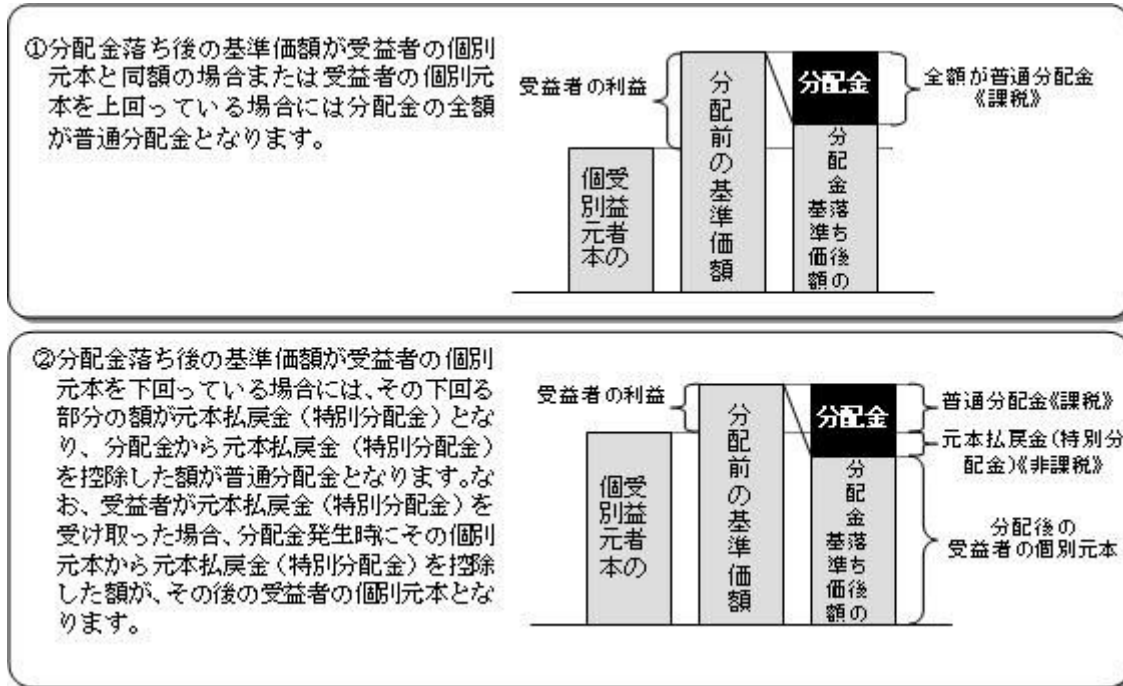 ①分配金落ち後の基準価額が受益者の個別
元本と同額の場合または受益者の個別元
本を上回っている場合には分配金の全額
が普通分配金となります。
受益者の利益
受益者の
個別元本
分配前の基準価額
分配金
分配金落ち後の
基準価額
全額が普通分配金
《課税》
②分配金落ち後の基準価額が受益者の個別
元本を下回っている場合には、その下回る
部分の額が元本払戻金（特別分配金）とな
り、分配金から元本払戻金（特別分配金）
を控除した額が普通分配金となります。な
お、受益者が元本払戻金（特別分配金）を
受け取った場合、分配金発生時にその個別
元本から元本払戻金（特別分配金）を控除
した額が、その後の受益者の個別元本とな
ります。
受益者の利益
受益者の
個別元本
分配前の基準価額
分配金
分配金落ち後の
基準価額
普通分配金《課税》
元本払戻金（特別分
配金）《非課税》
分配後の
受益者の個別元本